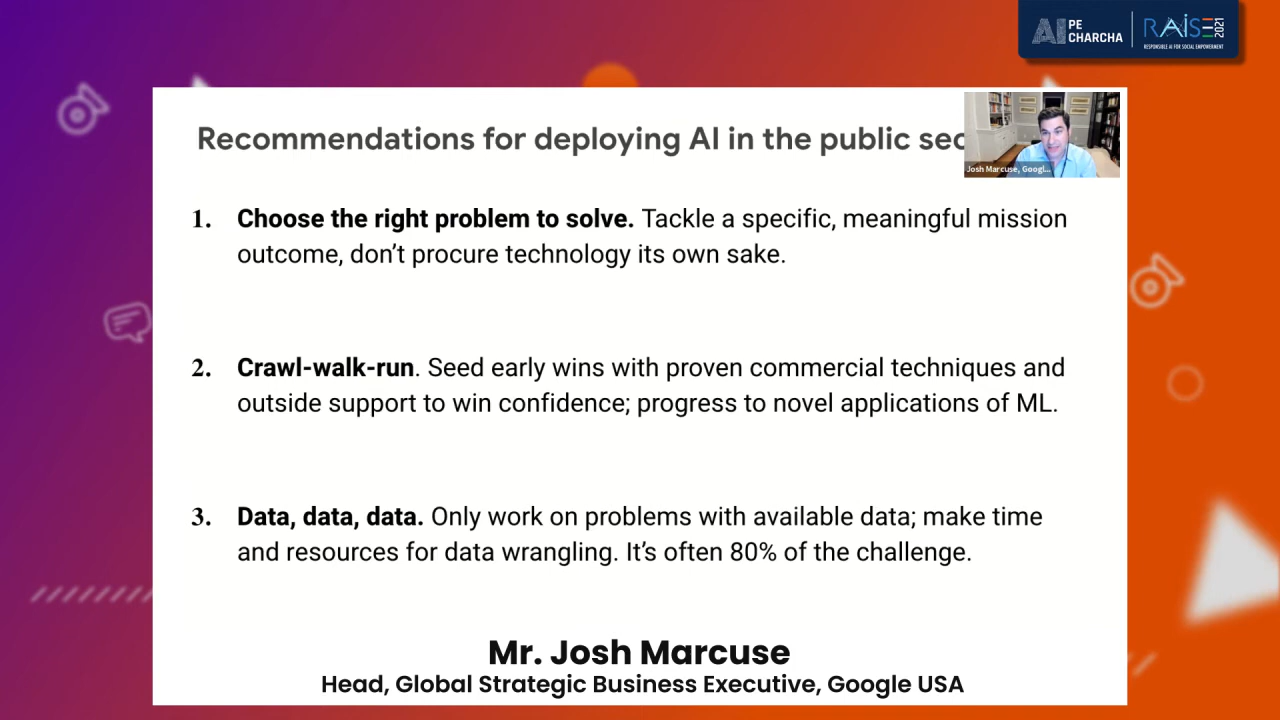 AI PE CHARCHA
RAISE 2021
RESPONSIBLE AI FOR SOCIAL EMPOWERMENT
Recommendations for deploying AI in the public sec
Josh Marcuse, Googl...
1. Choose the right problem to solve. Tackle a specific, meaningful mission
outcome, don’t procure technology its own sake.
2. Crawl-walk-run. Seed early wins with proven commercial techniques and
outside support to win confidence; progress to novel applications of ML.
3. Data, data, data. Only work on problems with available data; make time
and resources for data wrangling. It’s often 80% of the challenge.
Mr. Josh Marcuse
Head, Global Strategic Business Executive, Google USA